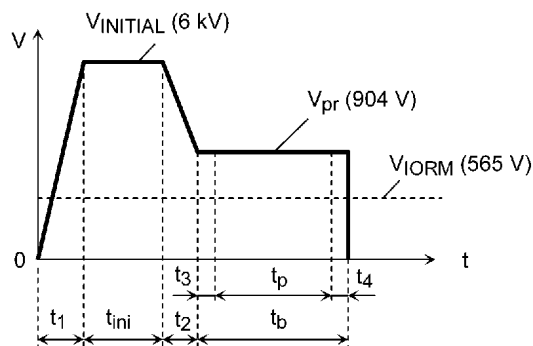 VINITIAL (6 kV)
V
Vpr (904 V)
VIORM (565 V)
0
t
t3
tp
t4
t1
tini
t2
tb